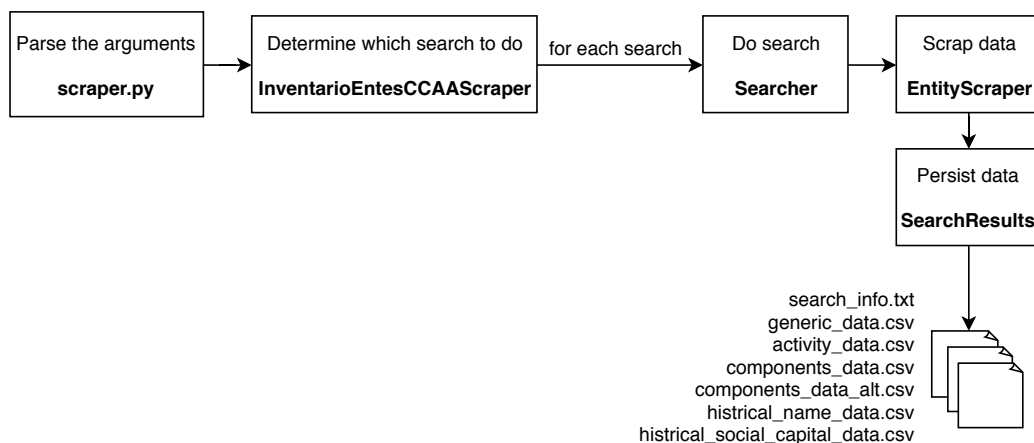 Parse the arguments
scraper.py
Determine which search to do
InventarioEntesCCAAScraper
for each search
Do search
Searcher
Scrap data
EntityScraper
Persist data
SearchResults
search_info.txt
generic_data.csv
activity_data.csv
components_data.csv
components_data_alt.csv
histrical_name_data.csv
histrical_social_capital_data.csv